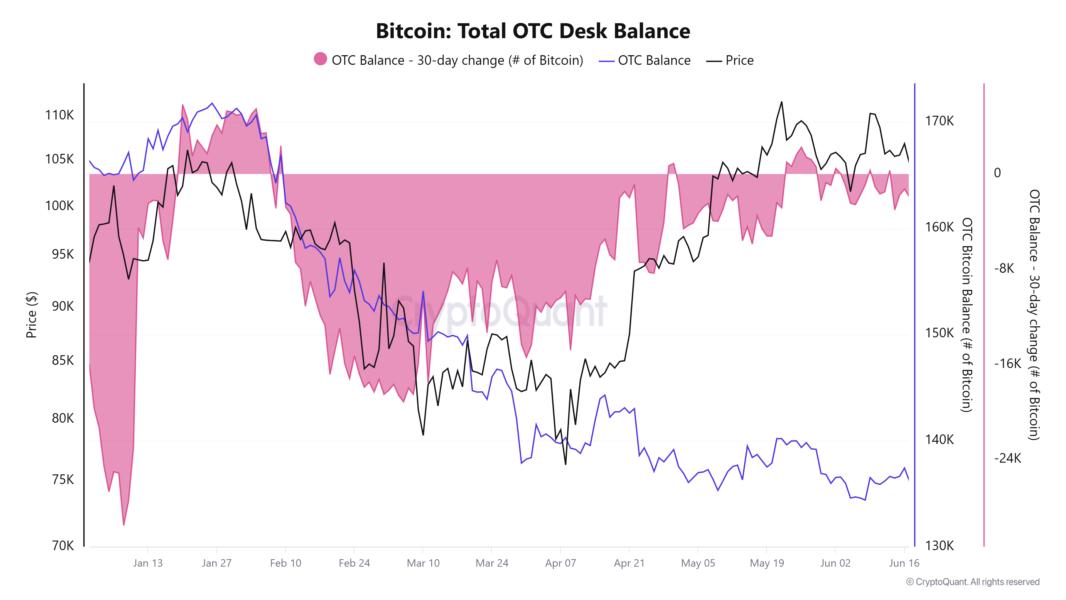 Bitcoin: Total OTC Desk Balance
OTC Balance - 30-day change (# of Bitcoin) OTC Balance Price
110K
105K
100K
95K
90K
85K
80K
75K
70K
Price ($)
CryptoQuant
170K
160K
150K
140K
130K
OTC Bitcoin Balance (# of Bitcoin)
0
-8K
-16K
-24K
OTC Balance - 30-day change (# of Bitcoin)
Jan 13 Jan 27 Feb 10 Feb 24 Mar 10 Mar 24 Apr 07 Apr 21 May 05 May 19 Jun 02 Jun 16
© CryptoQuant. All rights reserved